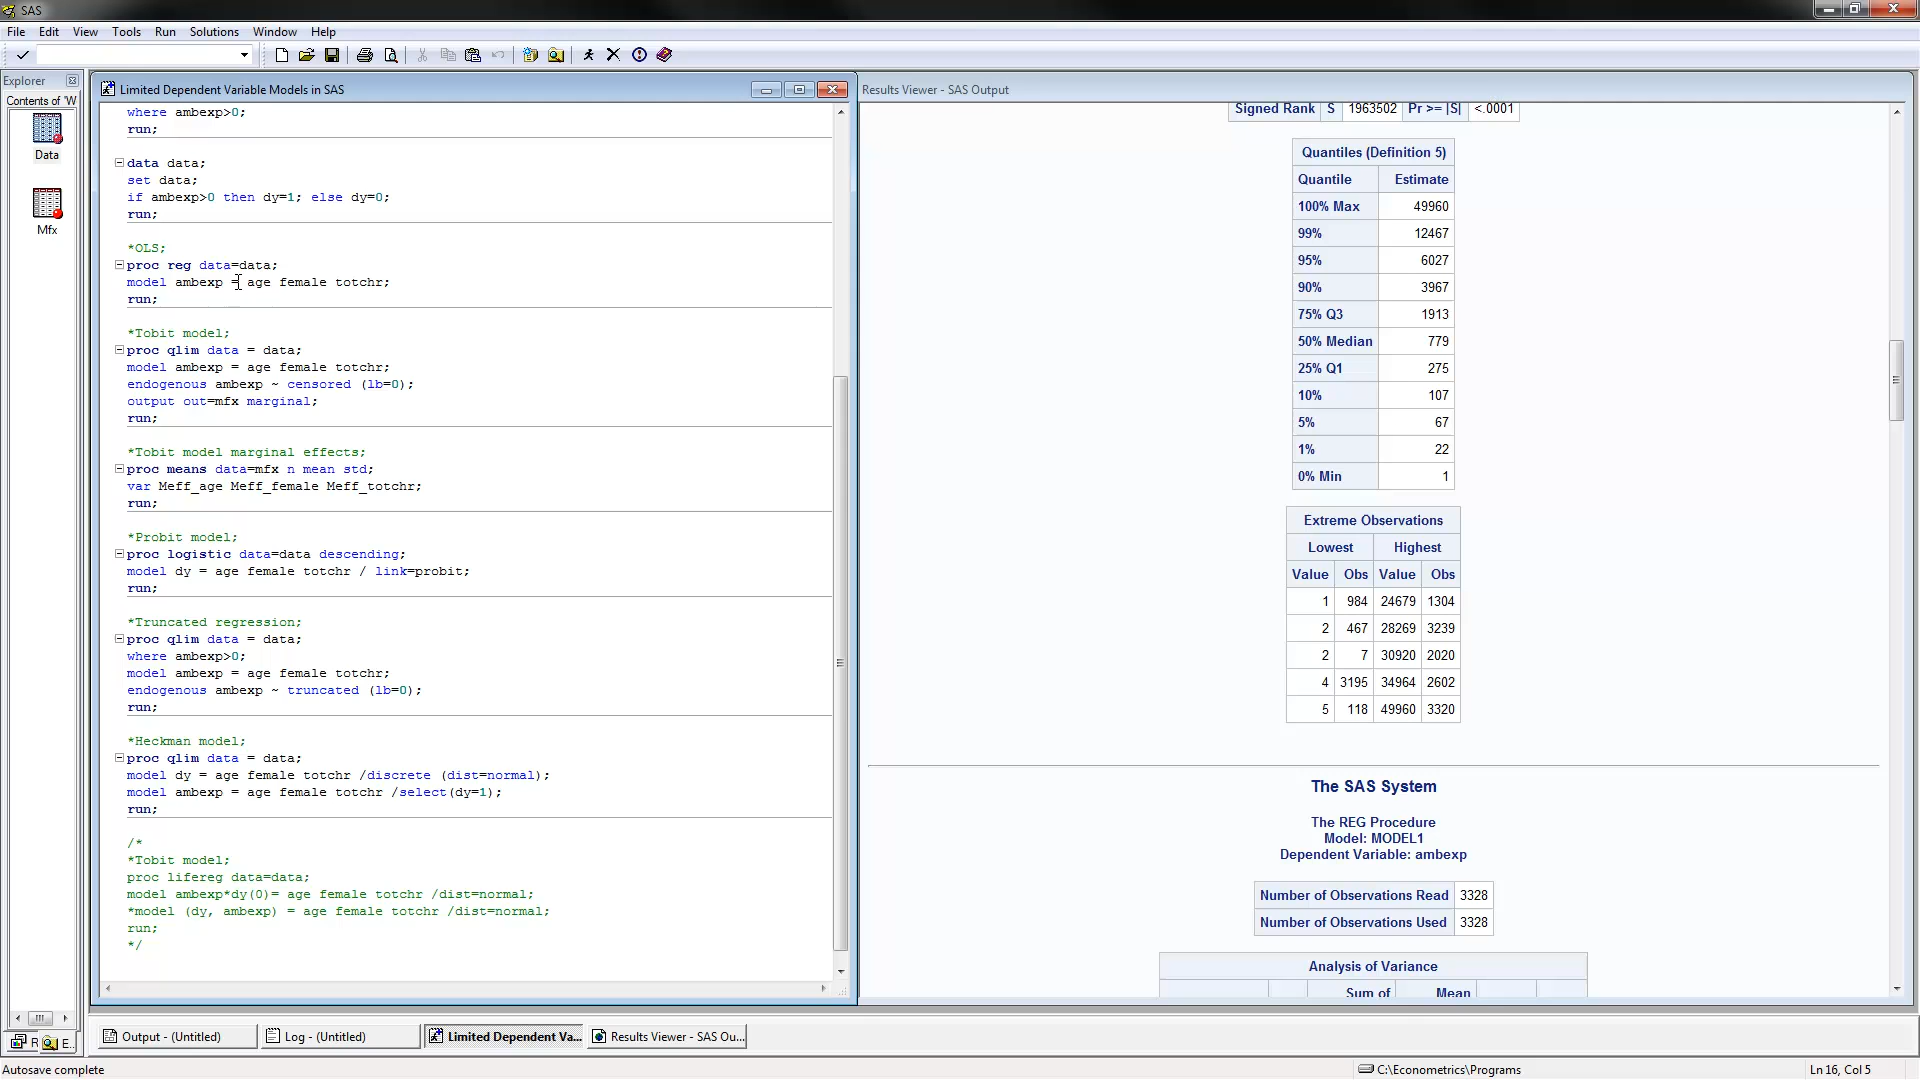 SAS
File Edit View Tools Run Solutions Window Help
Explorer
Contents of 'W
Data
Mfx
Limited Dependent Variable Models in SAS
where ambexp>0;
run;
data data;
set data;
if ambexp>0 then dy=1; else dy=0;
run;
*OLS;
proc reg data=data;
model ambexp = age female totchr;
run;
*Tobit model;
proc qlim data = data;
model ambexp = age female totchr;
endogenous ambexp ~ censored (lb=0);
output out=mfx marginal;
run;
*Tobit model marginal effects;
proc means data=mfx n mean std;
var Meff_age Meff_female Meff_totchr;
run;
*Probit model;
proc logistic data=data descending;
model dy = age female totchr / link=probit;
run;
*Truncated regression;
proc qlim data = data;
where ambexp>0;
model ambexp = age female totchr;
endogenous ambexp ~ truncated (lb=0);
run;
*Heckman model;
proc qlim data = data;
model dy = age female totchr /discrete (dist=normal);
model ambexp = age female totchr /select(dy=1);
run;
/*
*Tobit model;
proc lifereg data=data;
model ambexp*dy(0)= age female totchr /dist=normal;
*model (dy, ambexp) = age female totchr /dist=normal;
run;
*/
Results Viewer - SAS Output
Signed Rank S 1963502 Pr >= |S| <.0001
Quantiles (Definition 5)
Quantile Estimate
100% Max 49960
99% 12467
95% 6027
90% 3967
75% Q3 1913
50% Median 779
25% Q1 275
10% 107
5% 67
1% 22
0% Min 1
Extreme Observations
Lowest Highest
Value Obs Value Obs
1 984 24679 1304
2 467 28269 3239
2 7 30920 2020
4 3195 34964 2602
5 118 49960 3320
The SAS System
The REG Procedure
Model: MODEL1
Dependent Variable: ambexp
Number of Observations Read 3328
Number of Observations Used 3328
Analysis of Variance
Sum of Mean
R E...
Output - (Untitled) Log - (Untitled) Limited Dependent Va... Results Viewer - SAS Ou...
Autosave complete C:\Econometrics\Programs Ln 16, Col 5